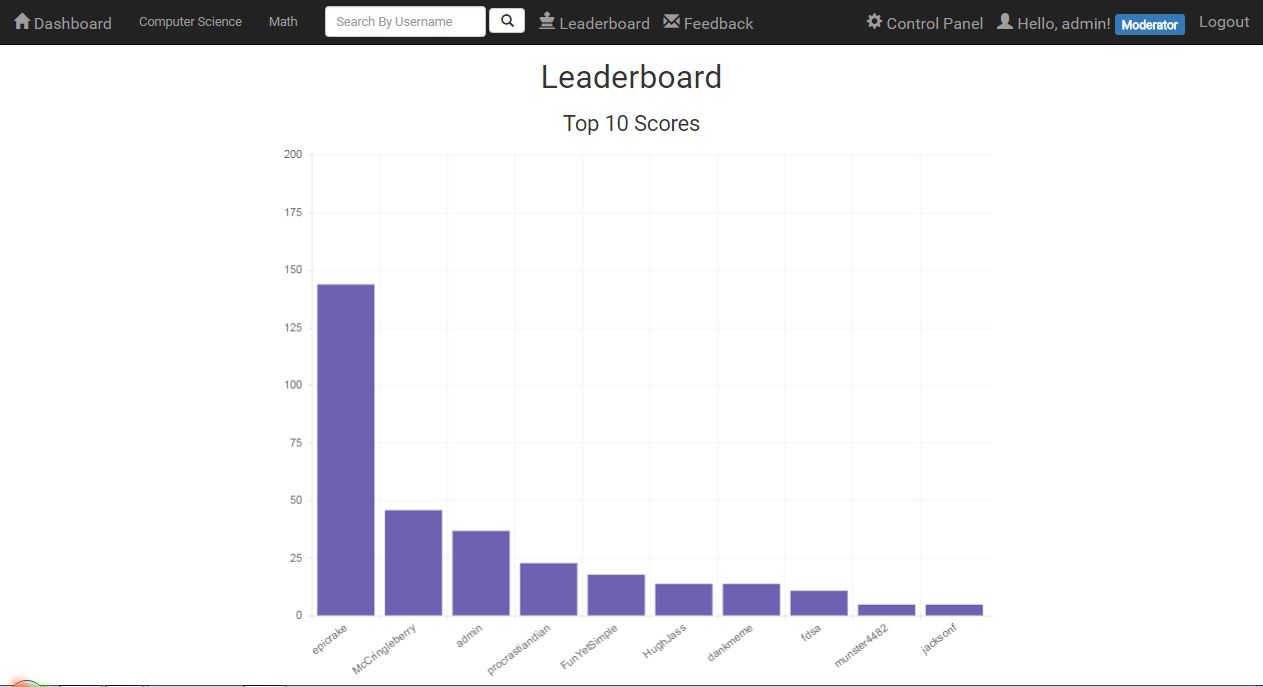 Dashboard Computer Science Math Search By Username Leaderboard Feedback Control Panel Hello, admin! Moderator Logout
Leaderboard
Top 10 Scores
200
175
150
125
100
75
50
25
0
epicrake McCringleberry admin procrastiandian FunYetSimple HughJass dankmeme fdsa munster4482 jacksonf